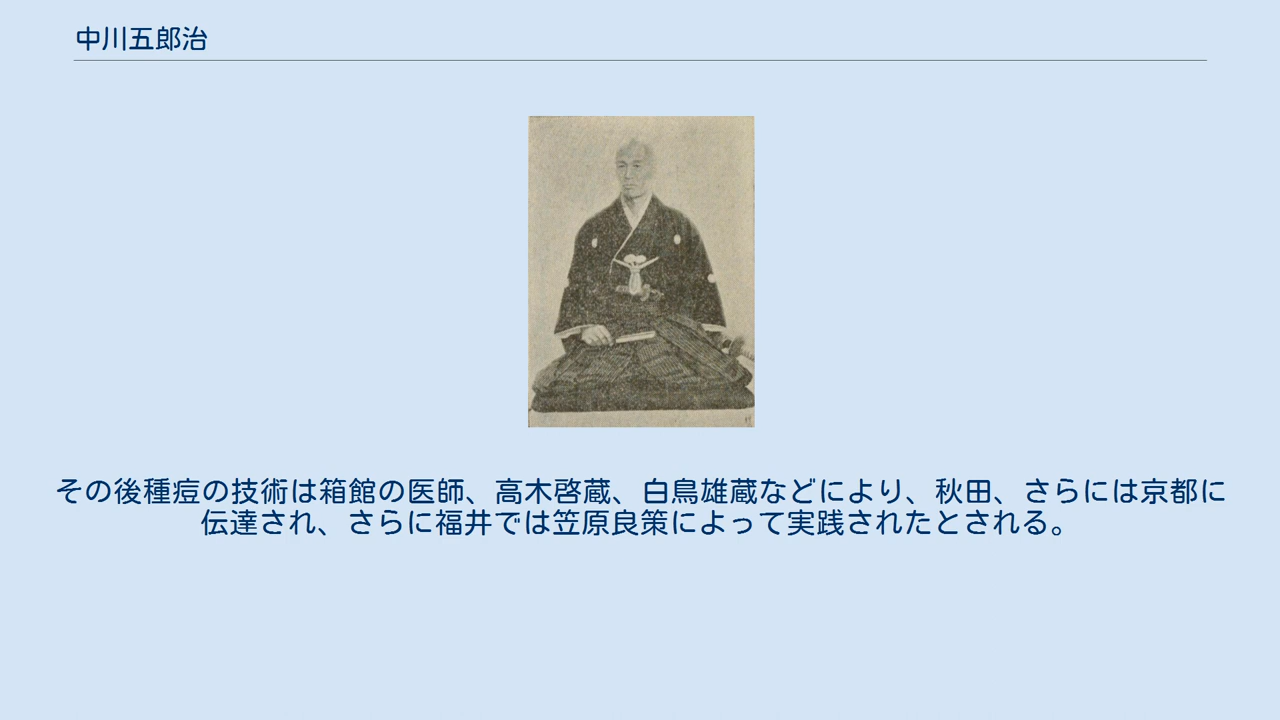 中川五郎治
その後種痘の技術は箱館の医師、高木啓蔵、白鳥雄蔵などにより、秋田、さらには京都に
伝達され、さらに福井では笠原良策によって実践されたとされる。